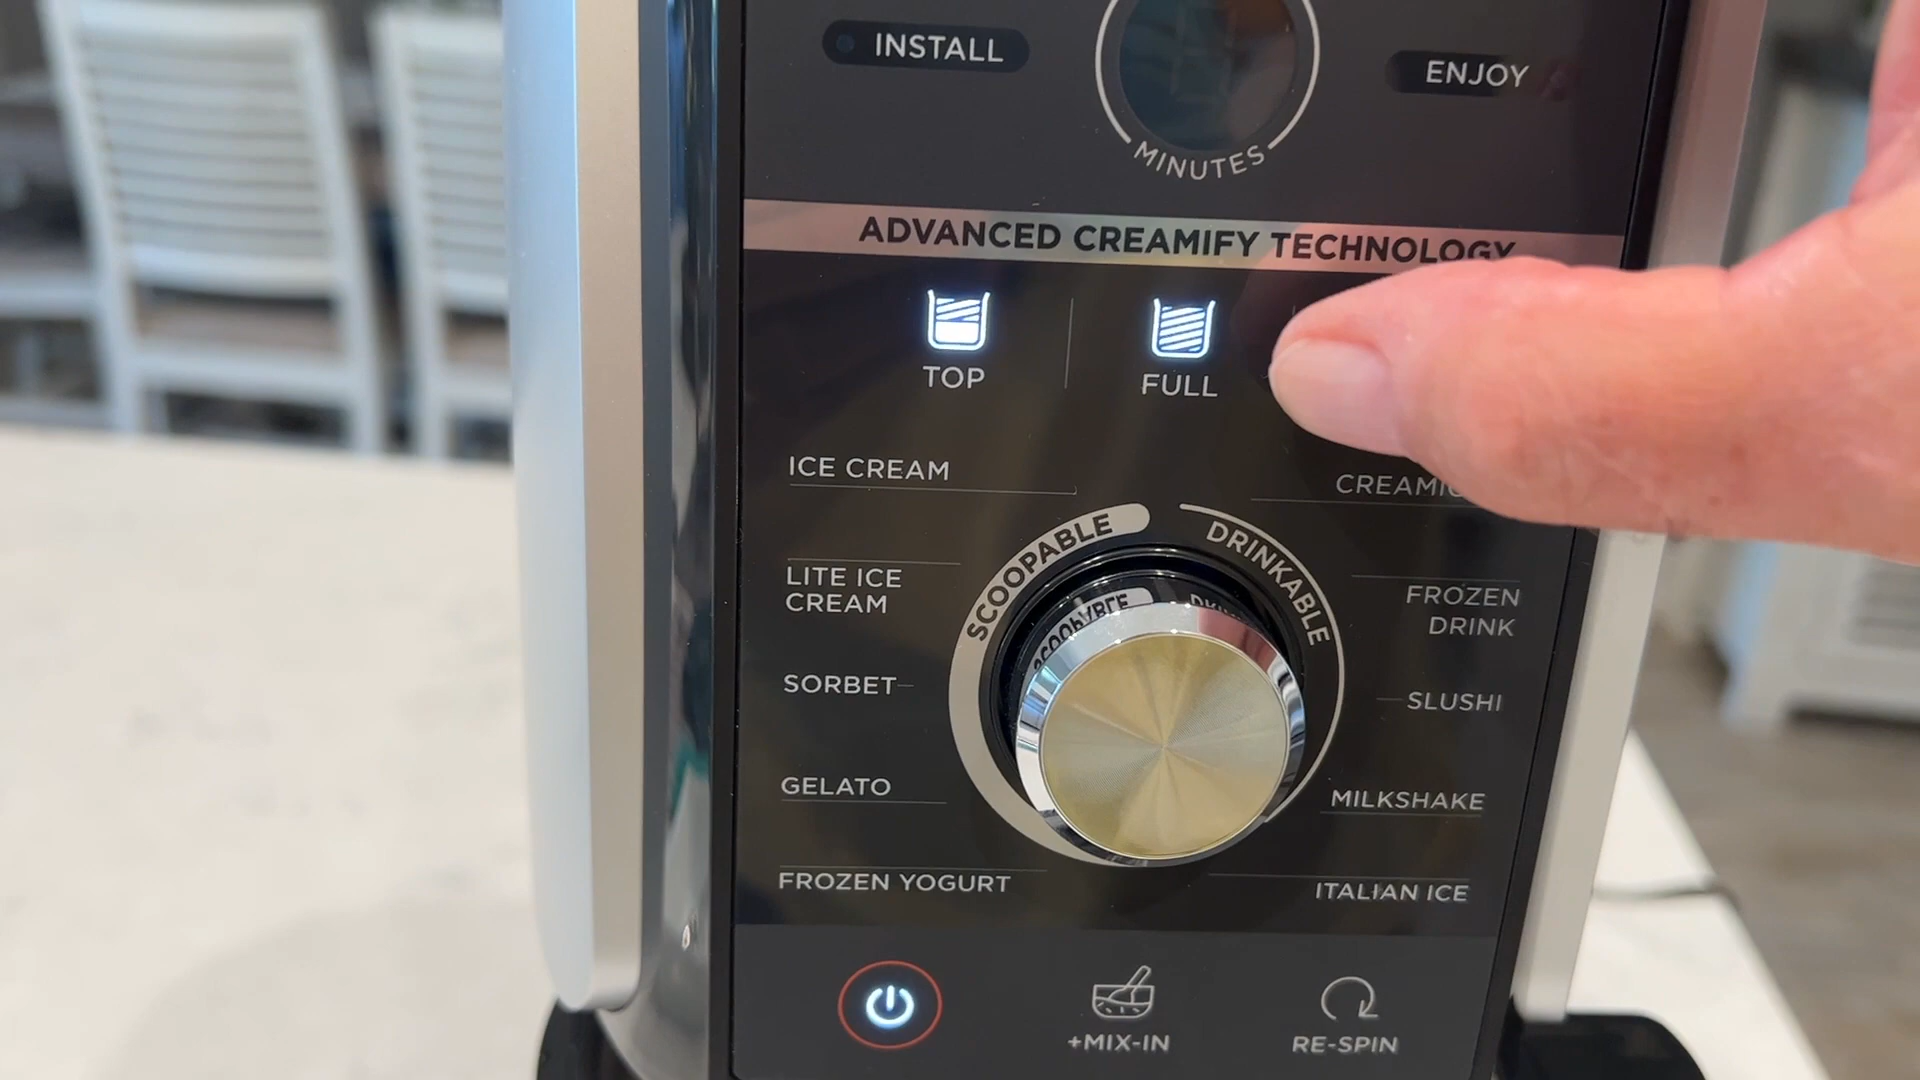 INSTALL
ENJOY
MINUTES
ADVANCED CREAMIFY TECHNOLOGY
TOP
FULL
ICE CREAM
SCOOPABLE
DRINKABLE
LITE ICE
CREAM
FROZEN
DRINK
SORBET
SLUSHI
GELATO
MILKSHAKE
FROZEN YOGURT
ITALIAN ICE
+MIX-IN
RE-SPIN